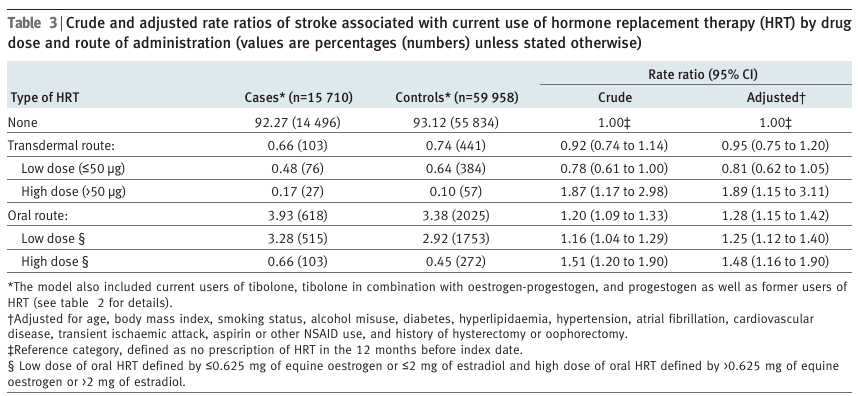 Table 3 | Crude and adjusted rate ratios of stroke associated with current use of hormone replacement therapy (HRT) by drug
dose and route of administration (values are percentages (numbers) unless stated otherwise)
Rate ratio (95% CI)
Type of HRT Cases* (n=15 710) Controls* (n=59 958) Crude Adjusted†
None 92.27 (14 496) 93.12 (55 834) 1.00‡ 1.00‡
Transdermal route: 0.66 (103) 0.74 (441) 0.92 (0.74 to 1.14) 0.95 (0.75 to 1.20)
Low dose (≤50 µg) 0.48 (76) 0.64 (384) 0.78 (0.61 to 1.00) 0.81 (0.62 to 1.05)
High dose (›50 µg) 0.17 (27) 0.10 (57) 1.87 (1.17 to 2.98) 1.89 (1.15 to 3.11)
Oral route: 3.93 (618) 3.38 (2025) 1.20 (1.09 to 1.33) 1.28 (1.15 to 1.42)
Low dose § 3.28 (515) 2.92 (1753) 1.16 (1.04 to 1.29) 1.25 (1.12 to 1.40)
High dose § 0.66 (103) 0.45 (272) 1.51 (1.20 to 1.90) 1.48 (1.16 to 1.90)
*The model also included current users of tibolone, tibolone in combination with oestrogen-progestogen, and progestogen as well as former users of
HRT (see table 2 for details).
†Adjusted for age, body mass index, smoking status, alcohol misuse, diabetes, hyperlipidaemia, hypertension, atrial fibrillation, cardiovascular
disease, transient ischaemic attack, aspirin or other NSAID use, and history of hysterectomy or oophorectomy.
‡Reference category, defined as no prescription of HRT in the 12 months before index date.
§ Low dose of oral HRT defined by ≤0.625 mg of equine oestrogen or ≤2 mg of estradiol and high dose of oral HRT defined by ›0.625 mg of equine
oestrogen or ›2 mg of estradiol.